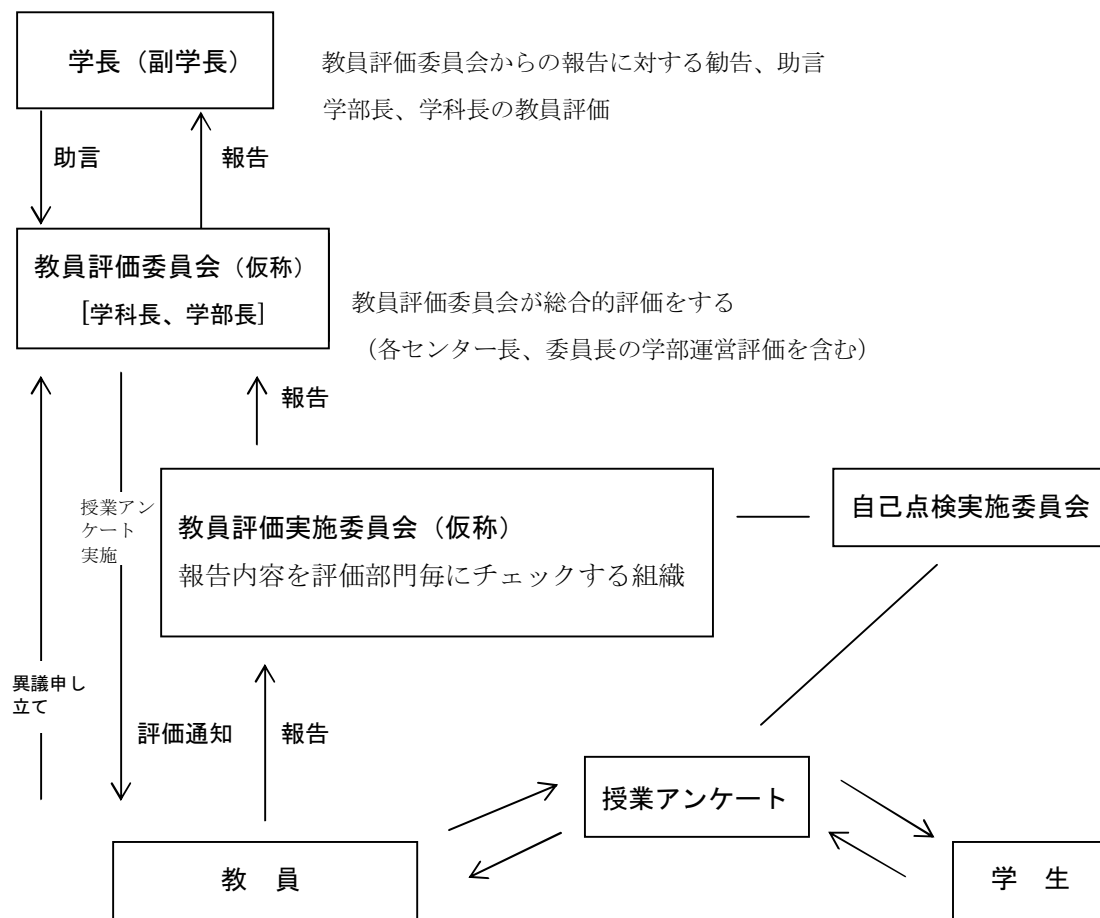 学長（副学長）
教員評価委員会からの報告に対する勧告、助言
学部長、学科長の教員評価
助言
報告
教員評価委員会（仮称）
[学科長、学部長]
教員評価委員会が総合的評価をする
（各センター長、委員長の学部運営評価を含む）
報告
授業アン
ケート
実施
教員評価実施委員会（仮称）
報告内容を評価部門毎にチェックする組織
自己点検実施委員会
異議申し
立て
評価通知
報告
授業アンケート
教　員
学　生